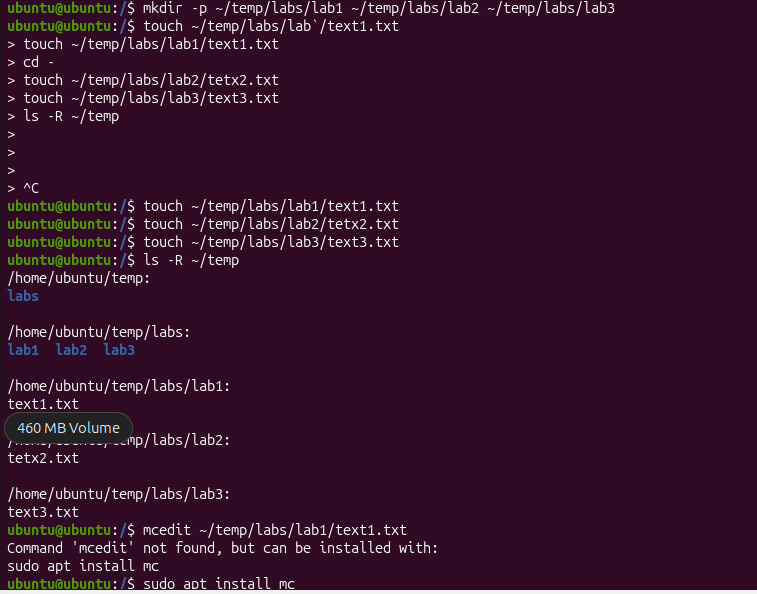 ubuntu@ubuntu:/$ mkdir -p ~/temp/labs/lab1 ~/temp/labs/lab2 ~/temp/labs/lab3
ubuntu@ubuntu:/$ touch ~/temp/labs/lab`/text1.txt
> touch ~/temp/labs/lab1/text1.txt
> cd -
> touch ~/temp/labs/lab2/tetx2.txt
> touch ~/temp/labs/lab3/text3.txt
> ls -R ~/temp
>
>
>
> ^C
ubuntu@ubuntu:/$ touch ~/temp/labs/lab1/text1.txt
ubuntu@ubuntu:/$ touch ~/temp/labs/lab2/tetx2.txt
ubuntu@ubuntu:/$ touch ~/temp/labs/lab3/text3.txt
ubuntu@ubuntu:/$ ls -R ~/temp
/home/ubuntu/temp:
labs
/home/ubuntu/temp/labs:
lab1 lab2 lab3
/home/ubuntu/temp/labs/lab1:
text1.txt
460 MB Volume
/home/ubuntu/temp/labs/lab2:
tetx2.txt
/home/ubuntu/temp/labs/lab3:
text3.txt
ubuntu@ubuntu:/$ mcedit ~/temp/labs/lab1/text1.txt
Command 'mcedit' not found, but can be installed with:
sudo apt install mc
ubuntu@ubuntu:/$ sudo apt install mc